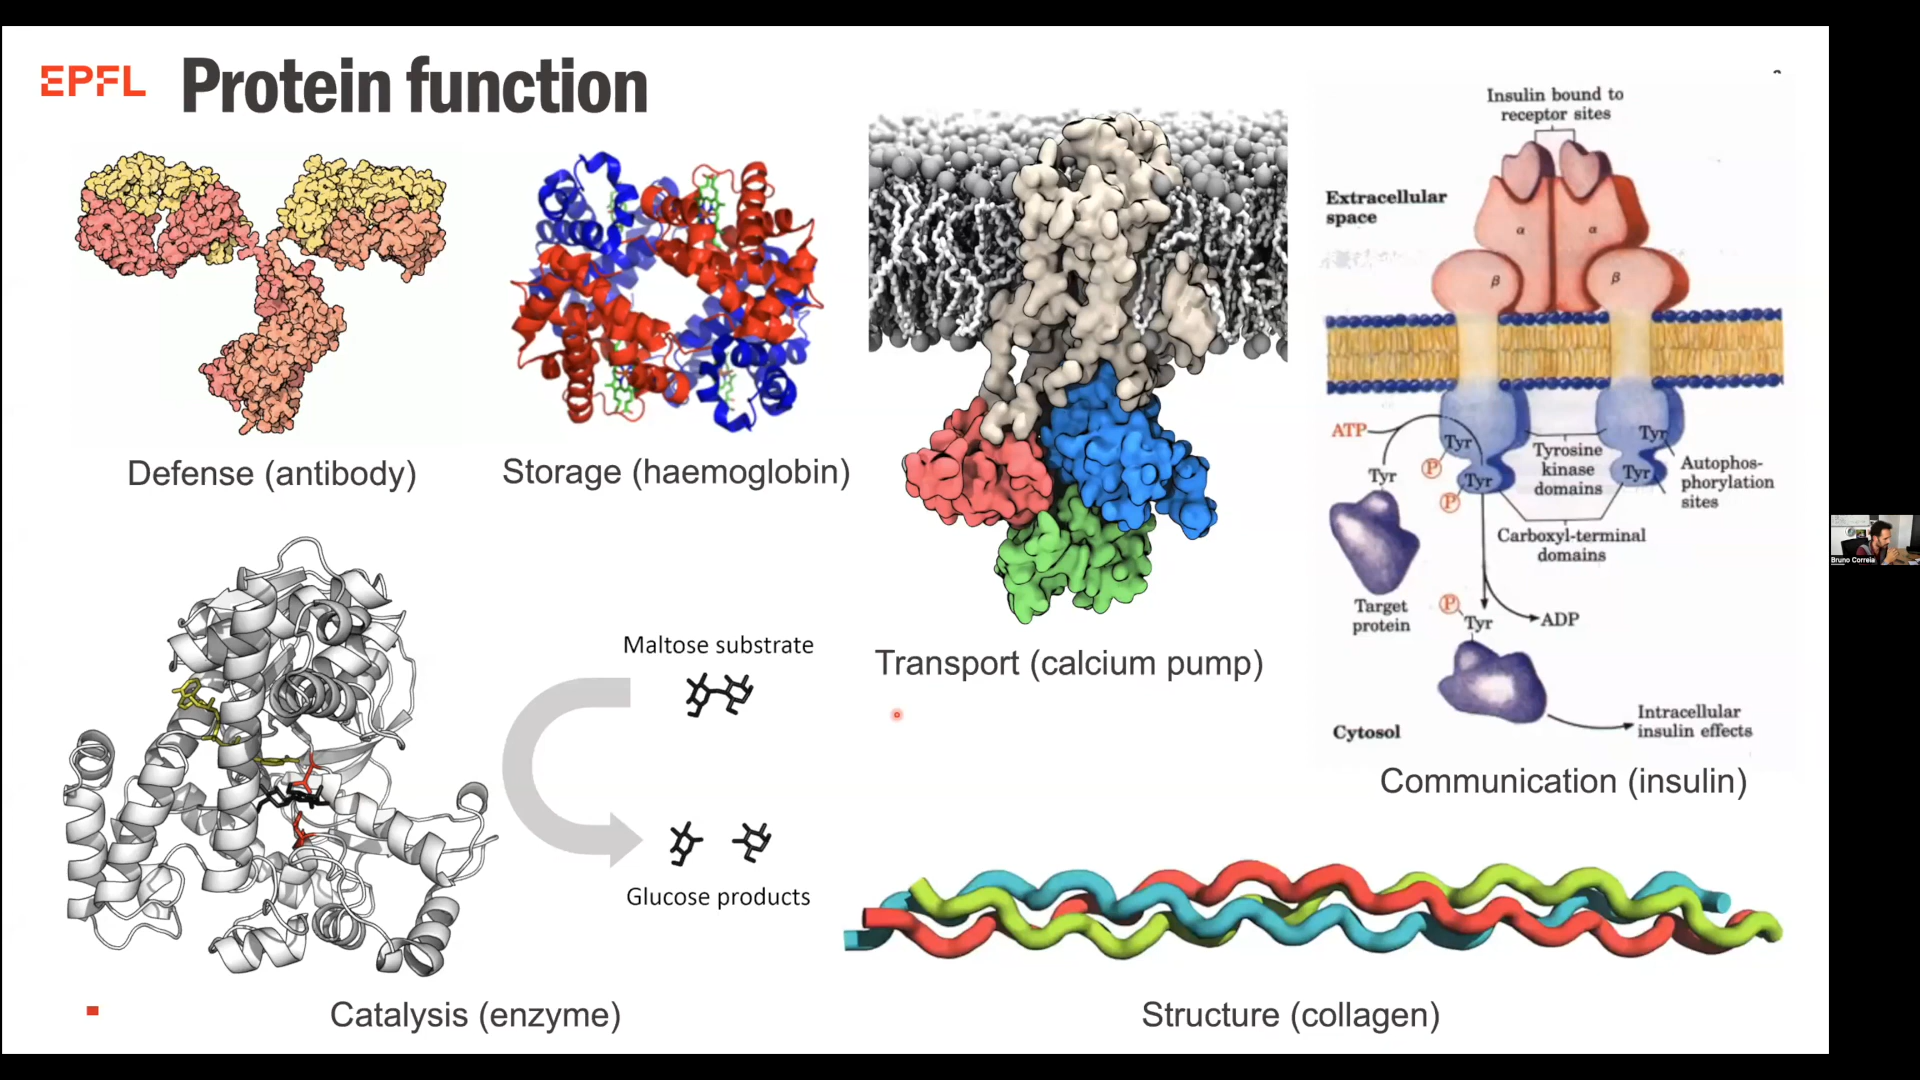 EPFL Protein function
Insulin bound to
receptor sites
Extracellular
space
α
α
β
β
ATP
Tyr
Tyr
Tyr
P
P
Tyr
Tyr
Tyrosine
kinase
domains
Tyr
Autophos-
phorylation
sites
Carboxyl-terminal
domains
Target
protein
P
Tyr
ADP
Intracellular
insulin effects
Cytosol
Defense (antibody)
Storage (haemoglobin)
Transport (calcium pump)
Communication (insulin)
Maltose substrate
Glucose products
Catalysis (enzyme)
Structure (collagen)
Bruno Correia